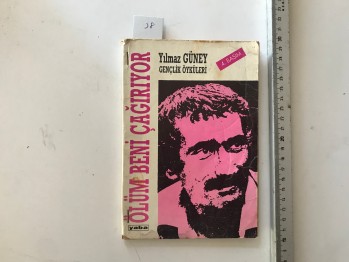 28
Yılmaz GÜNEY
GENÇLİK ÖYKÜLERİ
4. BASIM
ÖLÜM BENİ ÇAĞIRIYOR
yaba